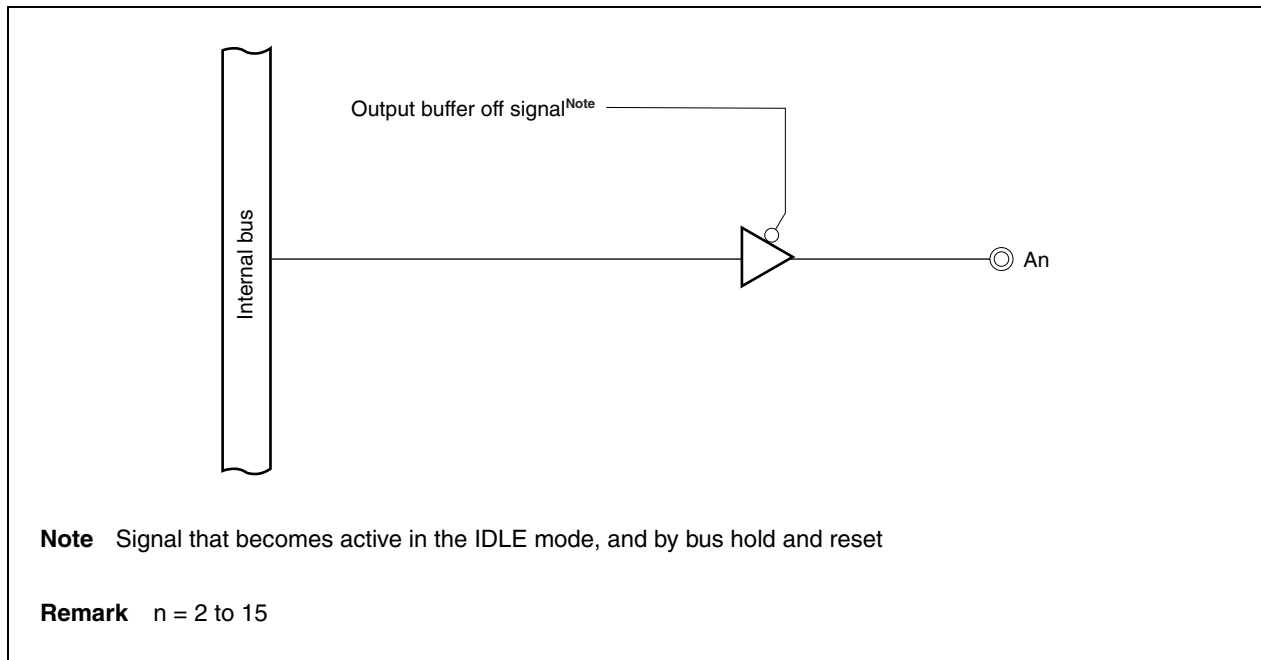 Output buffer off signalNote
Internal bus
An
Note Signal that becomes active in the IDLE mode, and by bus hold and reset
Remark n = 2 to 15